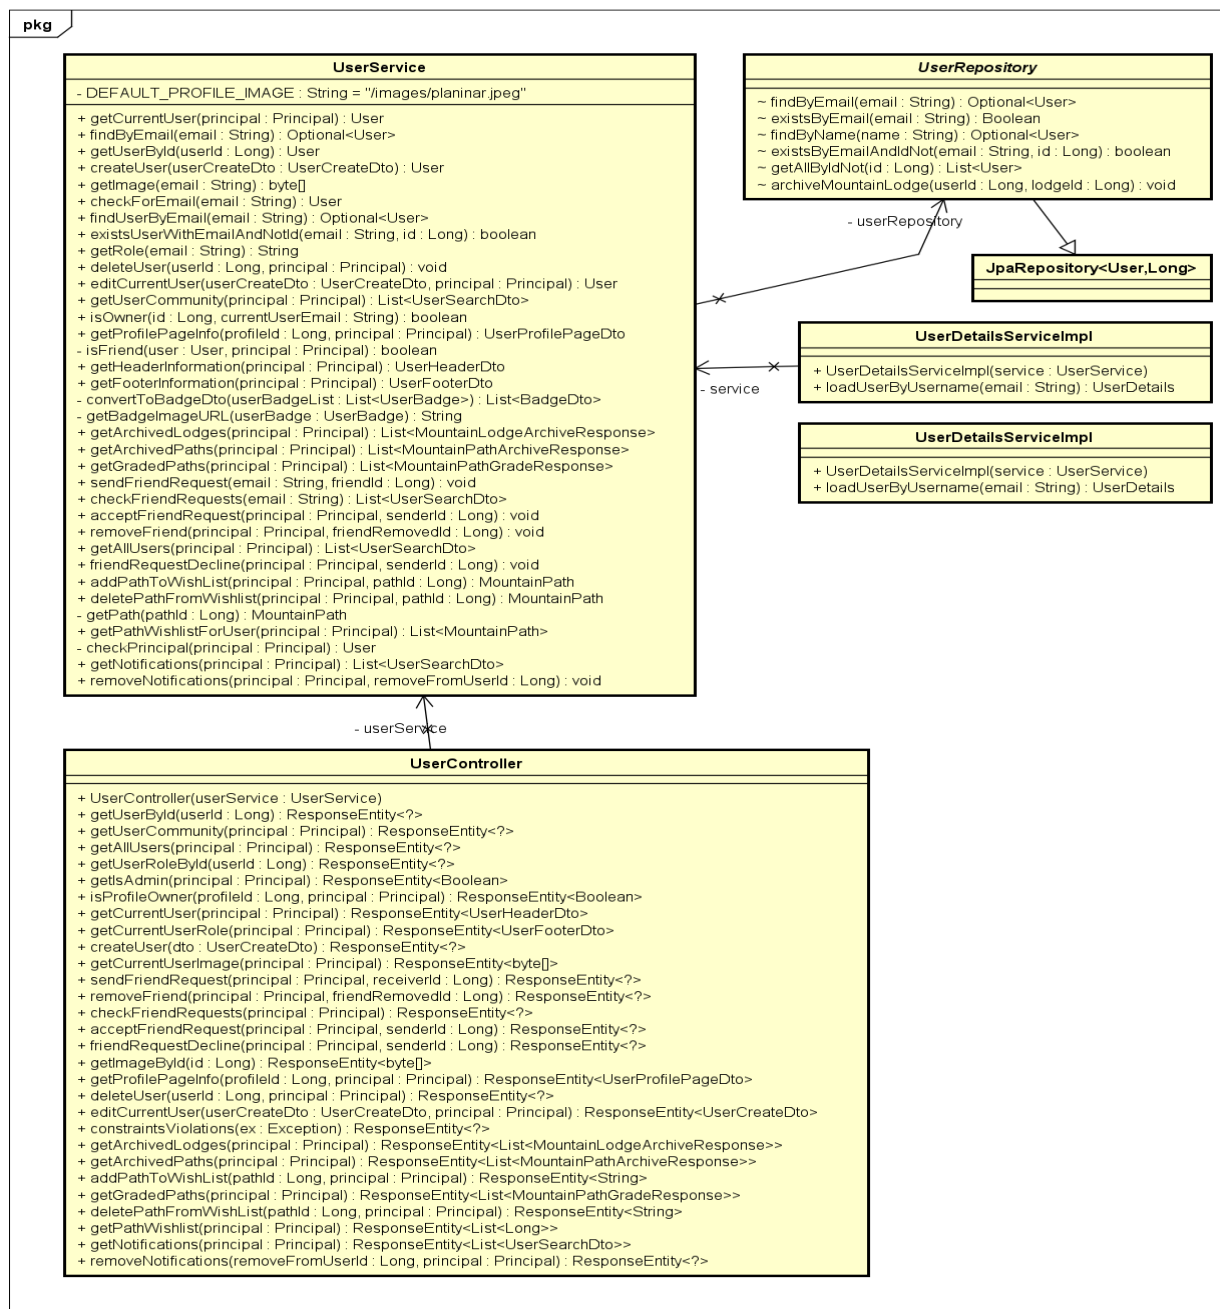 pkg
UserService
- DEFAULT_PROFILE_IMAGE : String = "/images/planinar.jpeg"
+ getCurrentUser(principal : Principal) : User
+ findByEmail(email : String) : Optional<User>
+ getUserById(userId : Long) : User
+ createUser(userCreateDto : UserCreateDto) : User
+ getImage(email : String) : byte[]
+ checkForEmail(email : String) : User
+ findUserByEmail(email : String) : Optional<User>
+ existsUserWithEmailAndNotId(email : String, id : Long) : boolean
+ getRole(email : String) : String
+ deleteUser(userId : Long, principal : Principal) : void
+ editCurrentUser(userCreateDto : UserCreateDto, principal : Principal) : User
+ getUserCommunity(principal : Principal) : List<UserSearchDto>
+ isOwner(id : Long, currentUserEmail : String) : boolean
+ getProfilePageInfo(profileId : Long, principal : Principal) : UserProfilePageDto
- isFriend(user : User, principal : Principal) : boolean
+ getHeaderInformation(principal : Principal) : UserHeaderDto
+ getFooterInformation(principal : Principal) : UserFooterDto
- convertToBadgeDto(userBadgeList : List<UserBadge>) : List<BadgeDto>
- getBadgeImageURL(userBadge : UserBadge) : String
+ getArchivedLodges(principal : Principal) : List<MountainLodgeArchiveResponse>
+ getArchivedPaths(principal : Principal) : List<MountainPathArchiveResponse>
+ getGradedPaths(principal : Principal) : List<MountainPathGradeResponse>
+ sendFriendRequest(email : String, friendId : Long) : void
+ checkFriendRequests(email : String) : List<UserSearchDto>
+ acceptFriendRequest(principal : Principal, senderId : Long) : void
+ removeFriend(principal : Principal, friendRemovedId : Long) : void
+ getAllUsers(principal : Principal) : List<UserSearchDto>
+ friendRequestDecline(principal : Principal, senderId : Long) : void
+ addPathToWishList(principal : Principal, pathId : Long) : MountainPath
+ deletePathFromWishlist(principal : Principal, pathId : Long) : MountainPath
- getPath(pathId : Long) : MountainPath
+ getPathWishlistForUser(principal : Principal) : List<MountainPath>
- checkPrincipal(principal : Principal) : User
+ getNotifications(principal : Principal) : List<UserSearchDto>
+ removeNotifications(principal : Principal, removeFromUserId : Long) : void
UserRepository
~ findByEmail(email : String) : Optional<User>
~ existsByEmail(email : String) : Boolean
~ findByName(name : String) : Optional<User>
~ existsByEmailAndIdNot(email : String, id : Long) : boolean
~ getAllByIdNot(id : Long) : List<User>
~ archiveMountainLodge(userId : Long, lodgeId : Long) : void
- userRepository
JpaRepository<User,Long>
UserDetailsServiceImpl
+ UserDetailsServiceImpl(service : UserService)
+ loadUserByUsername(email : String) : UserDetails
- service
UserDetailsServiceImpl
+ UserDetailsServiceImpl(service : UserService)
+ loadUserByUsername(email : String) : UserDetails
- userService
UserController
+ UserController(userService : UserService)
+ getUserById(userId : Long) : ResponseEntity<?>
+ getUserCommunity(principal : Principal) : ResponseEntity<?>
+ getAllUsers(principal : Principal) : ResponseEntity<?>
+ getUserRoleById(userId : Long) : ResponseEntity<?>
+ getIsAdmin(principal : Principal) : ResponseEntity<Boolean>
+ isProfileOwner(profileId : Long, principal : Principal) : ResponseEntity<Boolean>
+ getCurrentUser(principal : Principal) : ResponseEntity<UserHeaderDto>
+ getCurrentUserRole(principal : Principal) : ResponseEntity<UserFooterDto>
+ createUser(dto : UserCreateDto) : ResponseEntity<?>
+ getCurrentUserImage(principal : Principal) : ResponseEntity<byte[]>
+ sendFriendRequest(principal : Principal, receiverId : Long) : ResponseEntity<?>
+ removeFriend(principal : Principal, friendRemovedId : Long) : ResponseEntity<?>
+ checkFriendRequests(principal : Principal) : ResponseEntity<?>
+ acceptFriendRequest(principal : Principal, senderId : Long) : ResponseEntity<?>
+ friendRequestDecline(principal : Principal, senderId : Long) : ResponseEntity<?>
+ getImageById(id : Long) : ResponseEntity<byte[]>
+ getProfilePageInfo(profileId : Long, principal : Principal) : ResponseEntity<UserProfilePageDto>
+ deleteUser(userId : Long, principal : Principal) : ResponseEntity<?>
+ editCurrentUser(userCreateDto : UserCreateDto, principal : Principal) : ResponseEntity<UserCreateDto>
+ constraintsViolations(ex : Exception) : ResponseEntity<?>
+ getArchivedLodges(principal : Principal) : ResponseEntity<List<MountainLodgeArchiveResponse>>
+ getArchivedPaths(principal : Principal) : ResponseEntity<List<MountainPathArchiveResponse>>
+ addPathToWishList(pathId : Long, principal : Principal) : ResponseEntity<String>
+ getGradedPaths(principal : Principal) : ResponseEntity<List<MountainPathGradeResponse>>
+ deletePathFromWishList(pathId : Long, principal : Principal) : ResponseEntity<String>
+ getPathWishlist(principal : Principal) : ResponseEntity<List<Long>>
+ getNotifications(principal : Principal) : ResponseEntity<List<UserSearchDto>>
+ removeNotifications(removeFromUserId : Long, principal : Principal) : ResponseEntity<?>